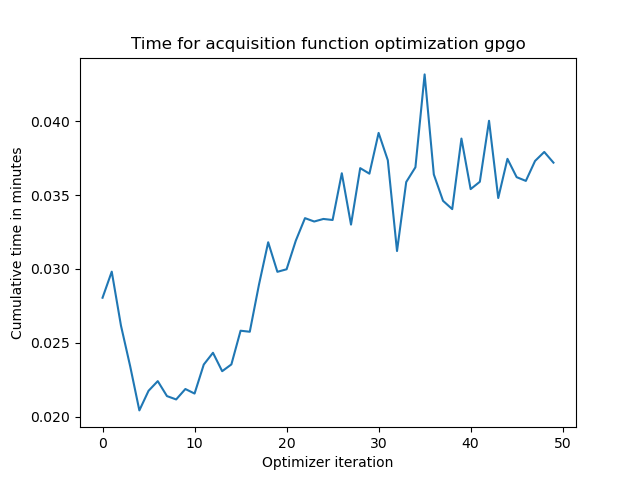 Time for acquisition function optimization gpgo
0.040
0.035
0.030
0.025
0.020
Cumulative time in minutes
0 10 20 30 40 50
Optimizer iteration